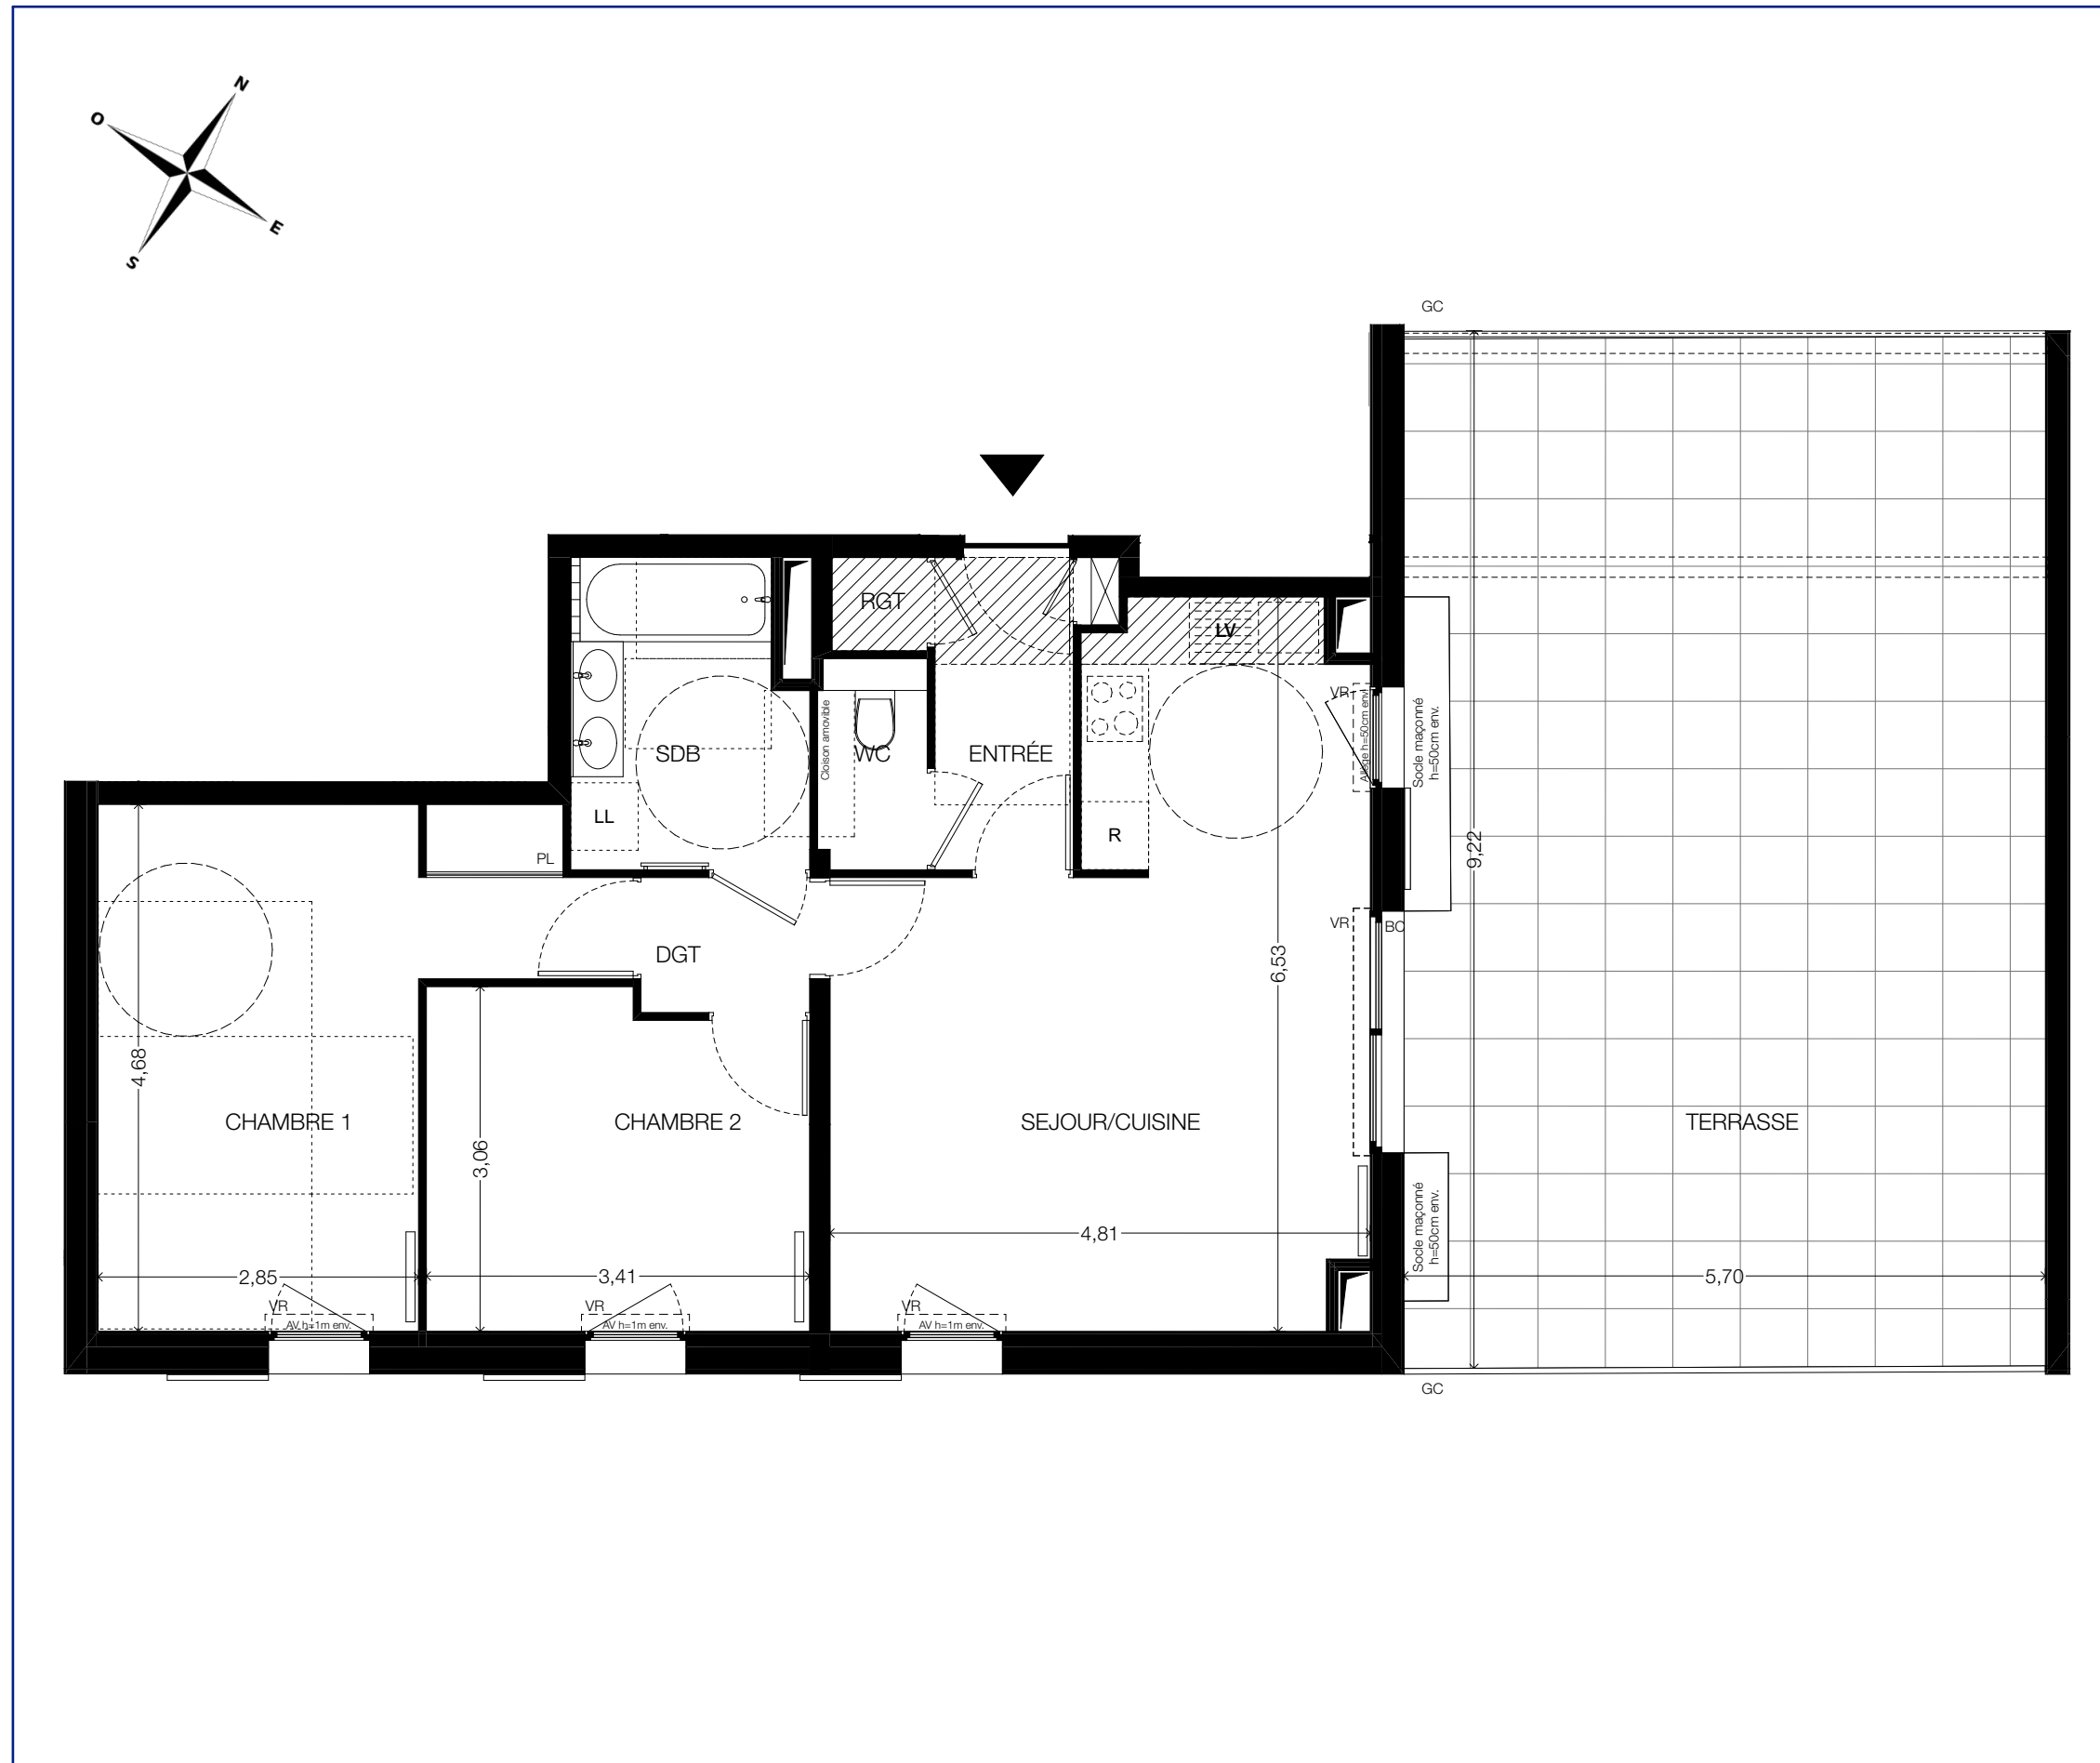 N
O
E
S
GC
RGT
LV
VR
Allège h=50cm env.
Socle maçonné
h=50cm env.
Cloison amovible
SDB
WC
ENTRÉE
LL
R
PL
9,22
VR
BC
DGT
6,53
4,68
CHAMBRE 1
CHAMBRE 2
SEJOUR/CUISINE
TERRASSE
3,06
Socle maçonné
h=50cm env.
4,81
2,85
3,41
5,70
VR
AV h=1m env.
VR
AV h=1m env.
VR
AV h=1m env.
GC